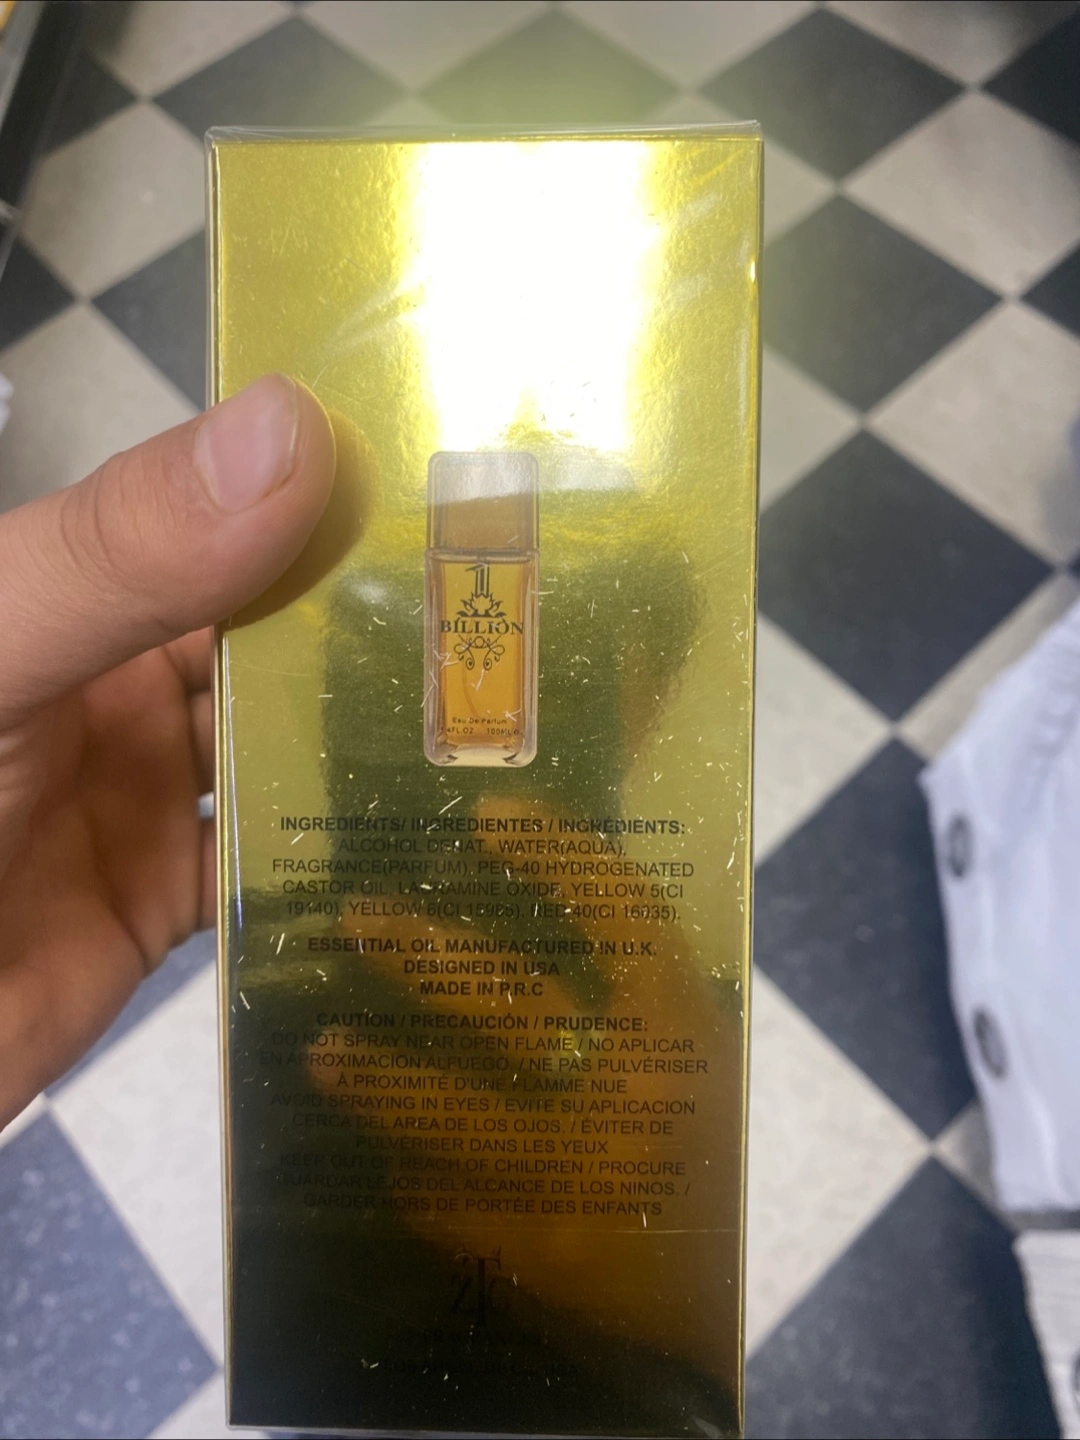 1
BILLION
Eau De Parfum
4FL.OZ 100ML
INGREDIENTS/ INGREDIENTES / INGRÉDIENTS:
ALCOHOL DENAT., WATER(AQUA),
FRAGRANCE(PARFUM), PEG-40 HYDROGENATED
CASTOR OIL, LAURAMINE OXIDE, YELLOW 5(CI
19140), YELLOW 6(CI 15985), RED 40(CI 16035).
ESSENTIAL OIL MANUFACTURED IN U.K.
DESIGNED IN USA
MADE IN P.R.C
CAUTION / PRECAUCIÓN / PRUDENCE:
DO NOT SPRAY NEAR OPEN FLAME / NO APLICAR
EN APROXIMACION ALFUEGO. / NE PAS PULVÉRISER
À PROXIMITÉ D'UNE FLAMME NUE
AVOID SPRAYING IN EYES / EVITE SU APLICACION
CERCA DEL AREA DE LOS OJOS. / ÉVITER DE
PULVÉRISER DANS LES YEUX
KEEP OUT OF REACH OF CHILDREN / PROCURE
GUARDAR LEJOS DEL ALCANCE DE LOS NINOS. /
GARDER HORS DE PORTÉE DES ENFANTS